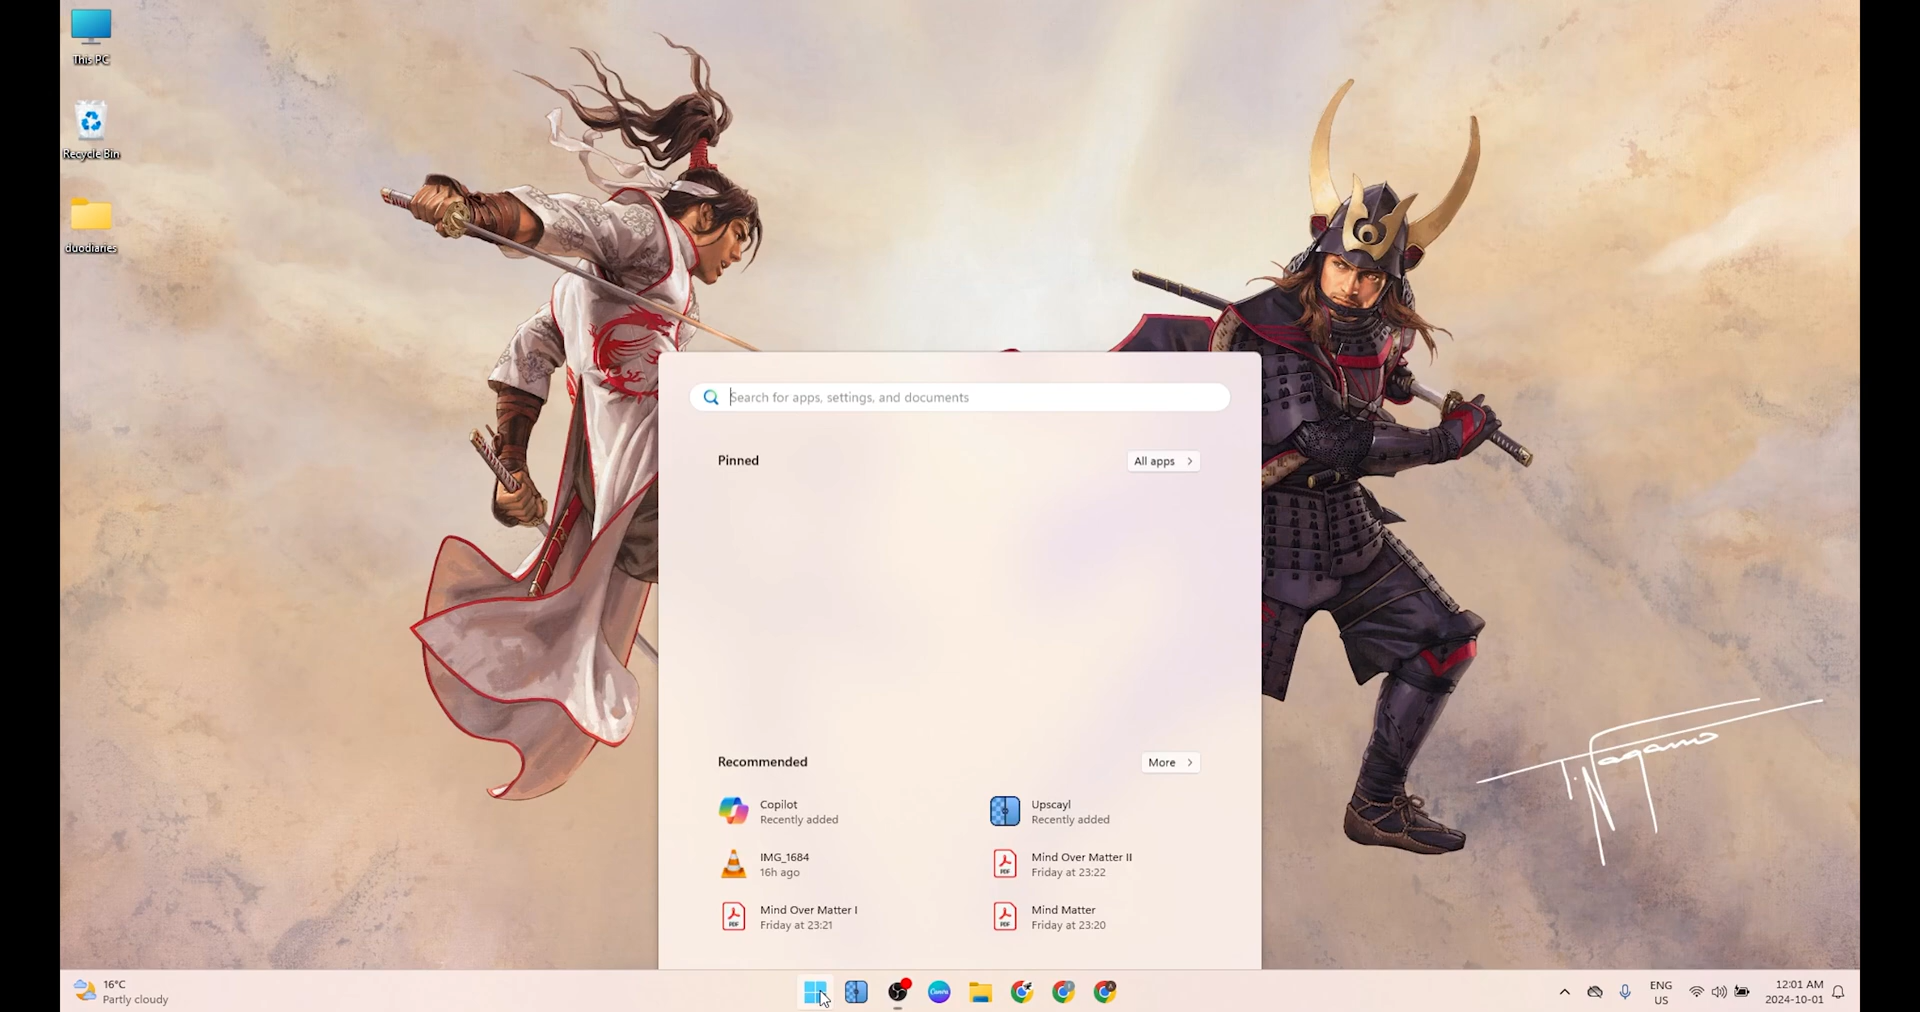 This PC
Recycle Bin
duodiaries
Search for apps, settings, and documents
Pinned
All apps
Recommended
More
Copilot
Recently added
Upscayl
Recently added
IMG_1684
16h ago
Mind Over Matter II
Friday at 23:22
Mind Over Matter I
Friday at 23:21
Mind Matter
Friday at 23:20
T. Nagano
16°C
Partly cloudy
Canva
ENG
US
12:01 AM
2024-10-01